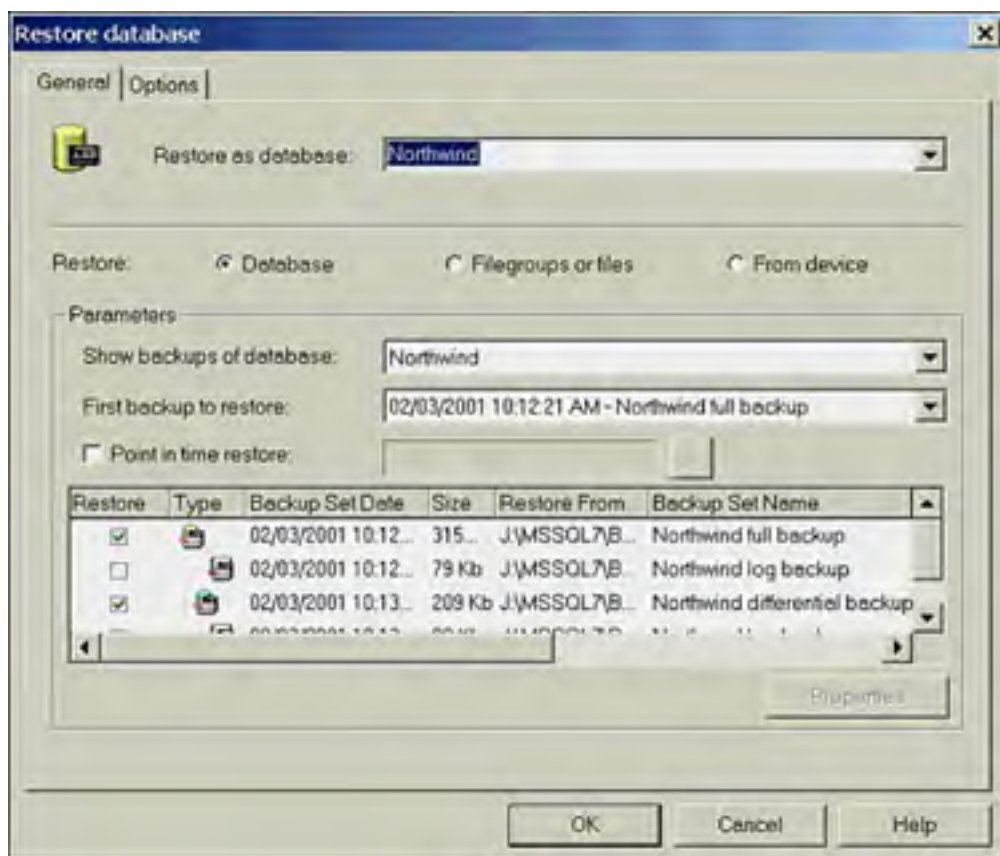 Restore database
General Options
Restore as database: Northwind
Restore: Database Filegroups or files From device
Parameters
Show backups of database: Northwind
First backup to restore: 02/03/2001 10:12:21 AM - Northwind full backup
Point in time restore:
Restore Type Backup Set Date Size Restore From Backup Set Name
02/03/2001 10:12... 315... J:\MSSQL7\B... Northwind full backup
02/03/2001 10:12... 79 Kb J:\MSSQL7\B... Northwind log backup
02/03/2001 10:13... 209 Kb J:\MSSQL7\B... Northwind differential backup
Properties
OK Cancel Help